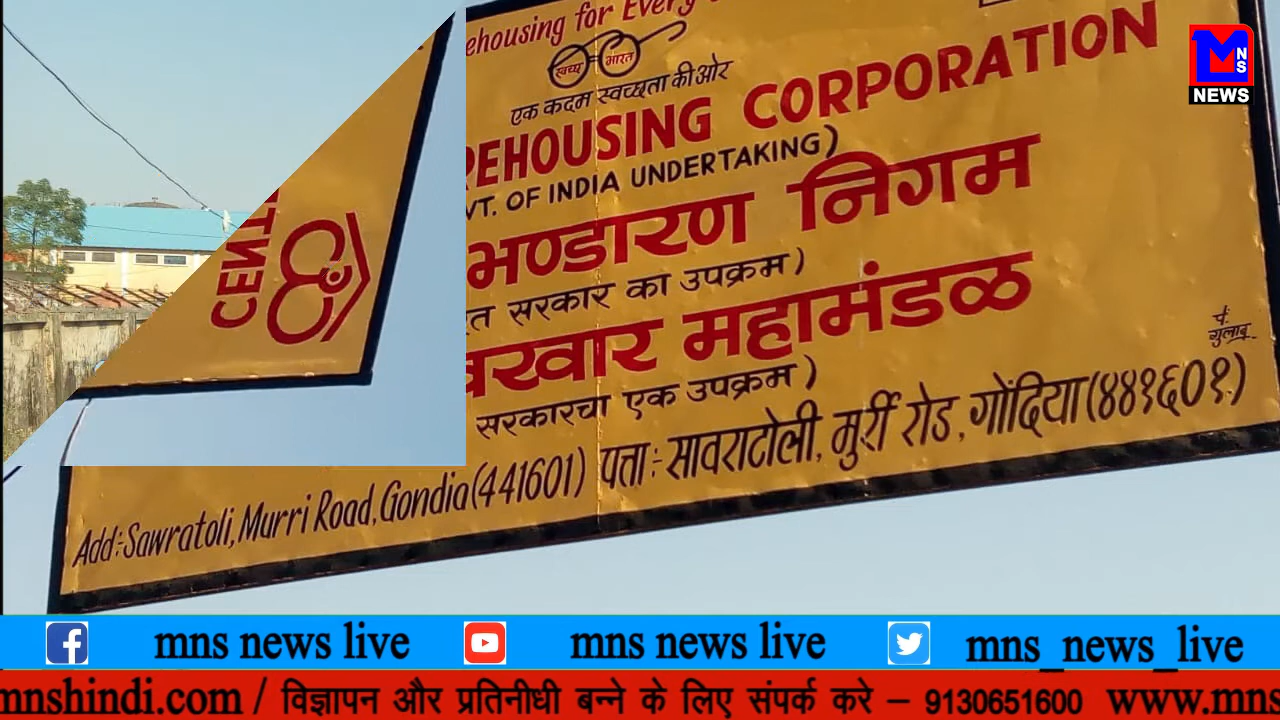 ehousing for Every
स्वच्छ भारत
एक कदम स्वच्छता की ओर
REHOUSING CORPORATION
VT. OF INDIA UNDERTAKING)
भण्डारण निगम
त सरकार का उपक्रम)
वखार महामंडळ
सरकारचा एक उपक्रम)
Add:-Sawratoli, Murri Road, Gondia (441601) पत्ता:- सावराटोली, मुर्री रोड, गोंदिया (४४१६०१.)
पें. गुलाब
CENT
MNS
NEWS
mns news live mns news live mns_news_live
mnshindi.com / विज्ञापन और प्रतिनीधी बन्ने के लिए संपर्क करे – 9130651600 www.mns